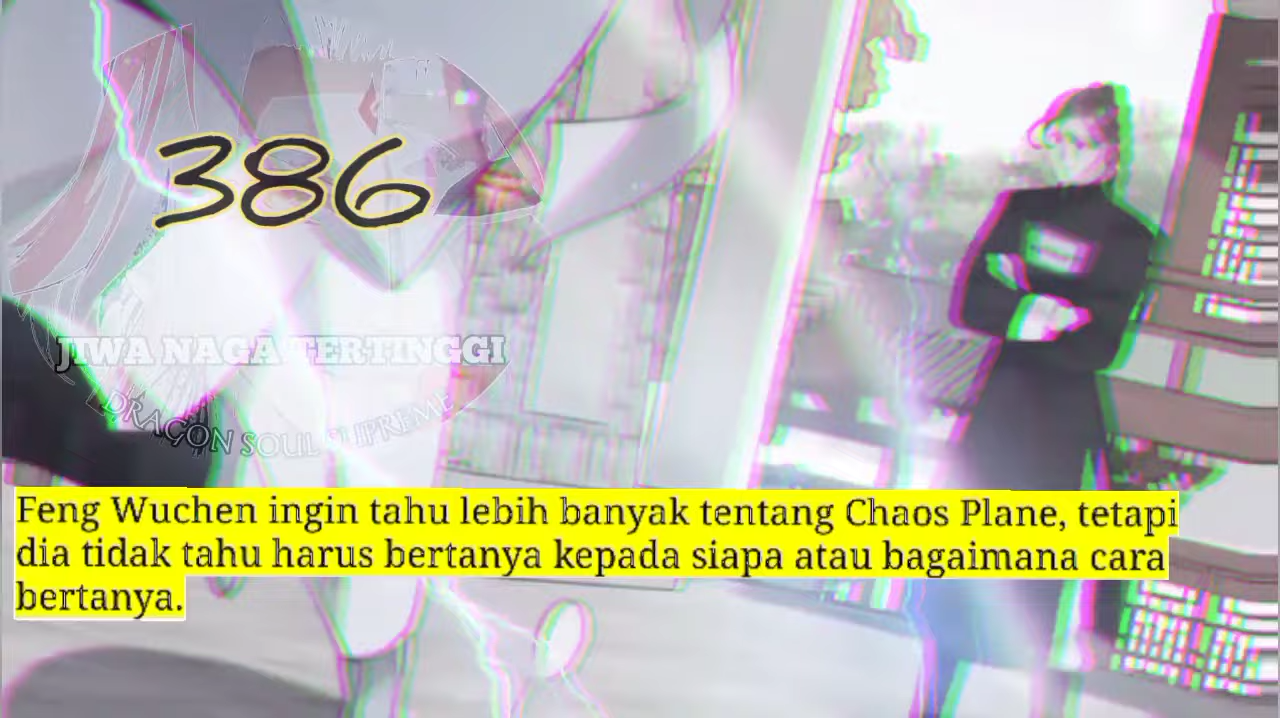 386
JIWA NAGA TERTINGGI
DRAGON SOUL SUPREME
Feng Wuchen ingin tahu lebih banyak tentang Chaos Plane, tetapi
dia tidak tahu harus bertanya kepada siapa atau bagaimana cara
bertanya.